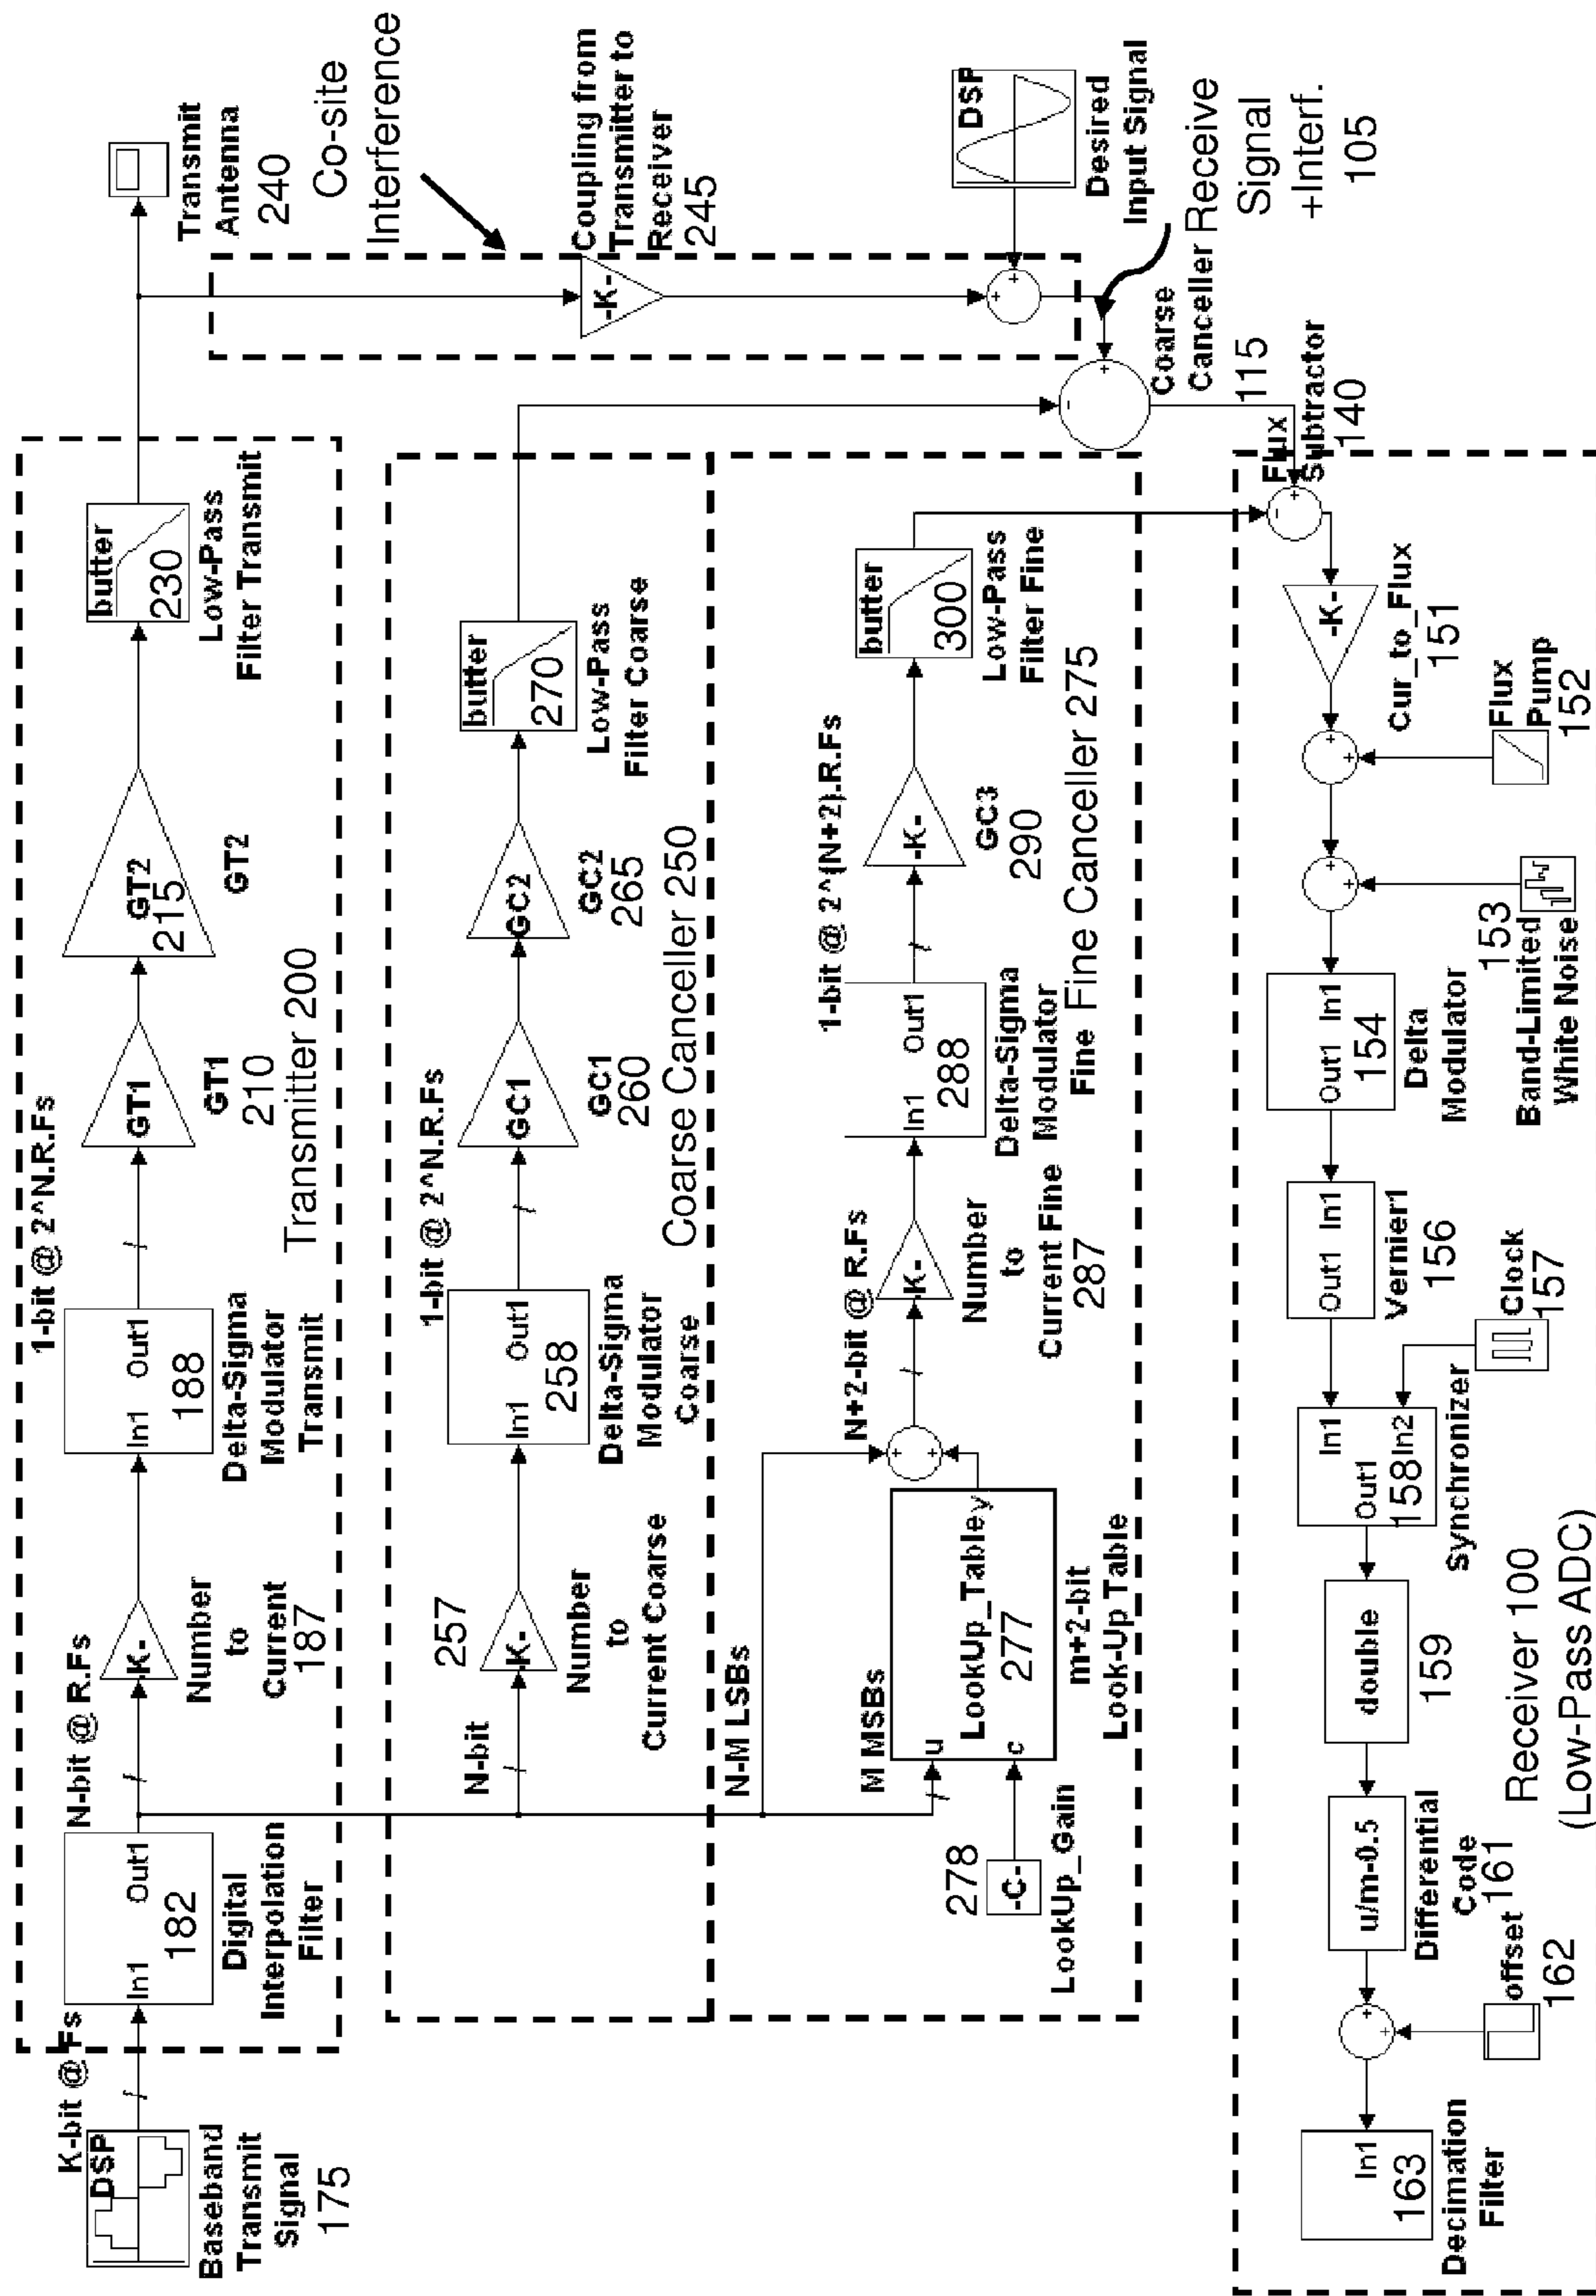 K-bit @ Fs
DSP
Baseband
Transmit
Signal
175
In1
Out1
182
Digital
Interpolation
Filter
N-bit @ R.Fs
-K-
Number
to
Current
187
In1
Out1
188
Delta-Sigma
Modulator
Transmit
1-bit @ 2^N.R.Fs
GT1
GT1
210
Transmitter 200
GT2
215
GT2
butter
230
Low-Pass
Filter Transmit
Transmit
Antenna
240
Co-site
Interference
-K-
Coupling from
Transmitter to
Receiver
245
DSP
Desired
Input Signal
Receive
Signal
+Interf.
105
N-bit
257
-K-
Number
to
Current Coarse
In1
Out1
258
Delta-Sigma
Modulator
Coarse
1-bit @ 2^N.R.Fs
GC1
GC1
260
GC2
GC2
265
Coarse Canceller 250
butter
270
Low-Pass
Filter Coarse
Coarse
Canceller
115
N-M LSBs
M MSBs
u
c
LookUp_Table
y
277
m+2-bit
Look-Up Table
278
-C-
LookUp_Gain
N+2-bit @ R.Fs
-K-
Number
to
Current Fine
287
In1
Out1
288
Delta-Sigma
Modulator
Fine
1-bit @ 2^(N+2).R.Fs
-K-
GC3
290
Fine Canceller 275
butter
300
Low-Pass
Filter Fine
Flux
Subtractor
140
-K-
Cur_to_Flux
151
Flux
Pump
152
153
Band-Limited
White Noise
Out1
In1
154
Delta
Modulator
Out1
In1
Vernier1
156
Clock
157
In1
Out1
In2
158
Synchronizer
double
159
u/m-0.5
Differential
Code
161
offset
162
In1
163
Decimation
Filter
Receiver 100
(Low-Pass ADC)